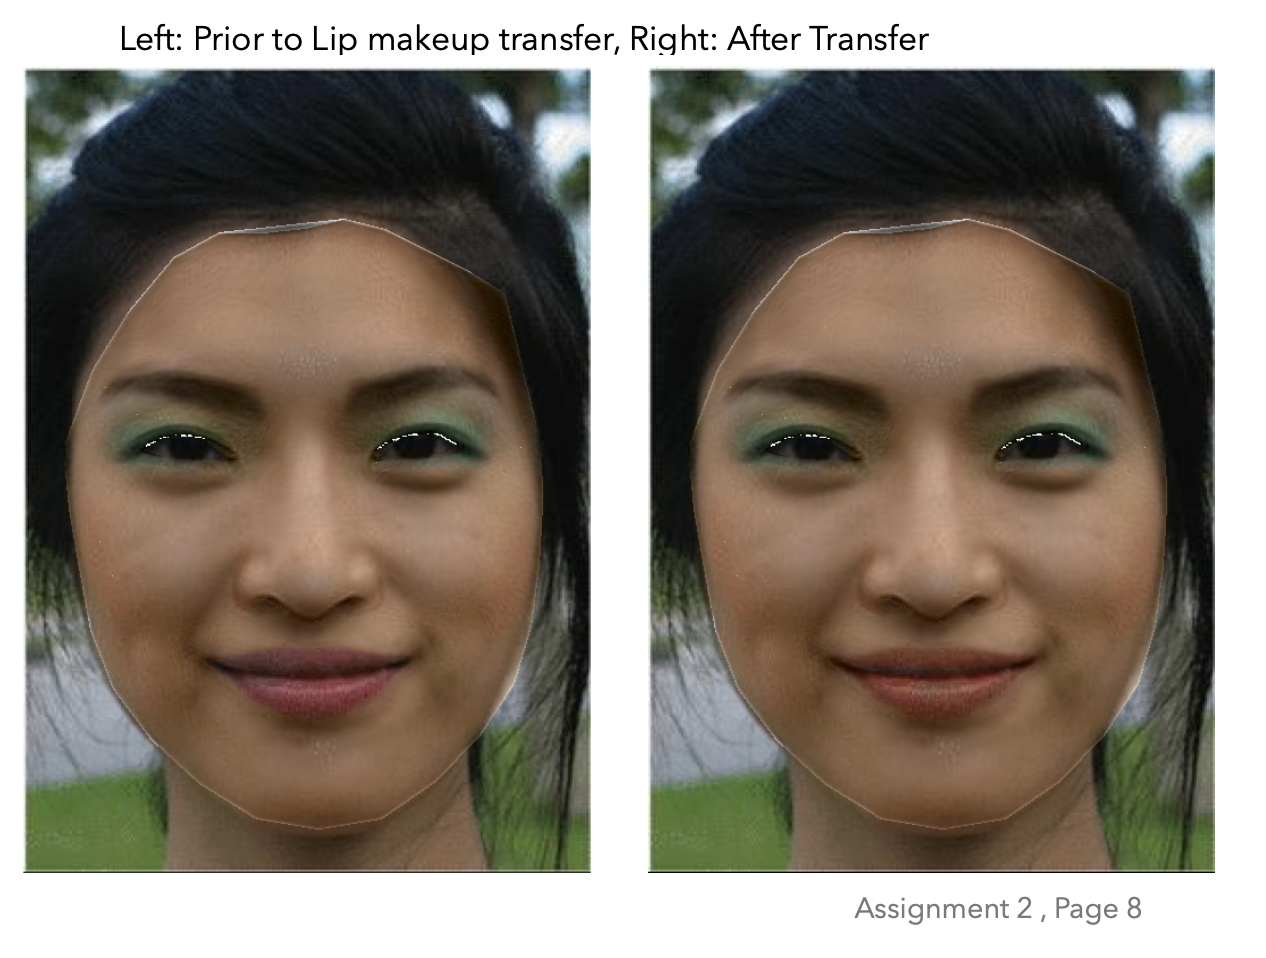 Left: Prior to Lip makeup transfer, Right: After Transfer
Assignment 2 , Page 8